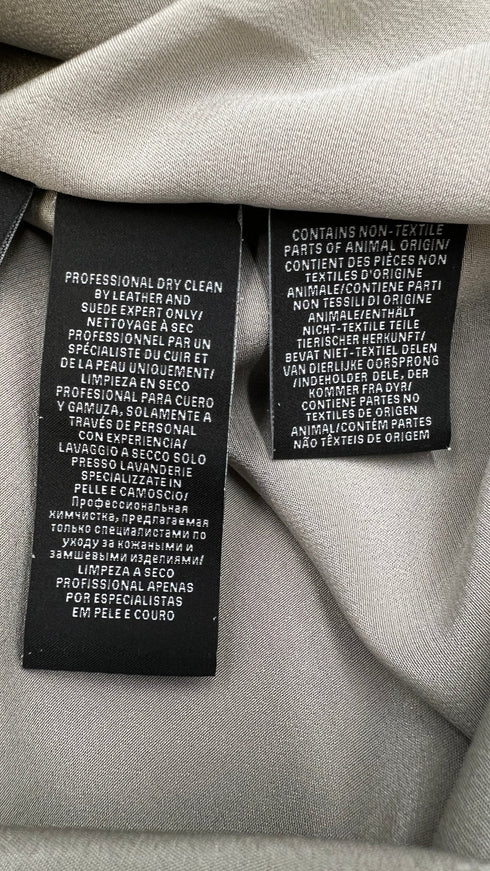 PROFESSIONAL DRY CLEAN
BY LEATHER AND
SUEDE EXPERT ONLY/
NETTOYAGE À SEC
PROFESSIONNEL PAR UN
SPÉCIALISTE DU CUIR ET
DE LA PEAU UNIQUEMENT/
LIMPIEZA EN SECO
PROFESIONAL PARA CUERO
Y GAMUZA, SOLAMENTE A
TRAVÉS DE PERSONAL
CON EXPERIENCIA/
LAVAGGIO A SECCO SOLO
PRESSO LAVANDERIE
SPECIALIZZATE IN
PELLE E CAMOSCIO/
Профессиональная
химчистка, предлагаемая
только специалистами по
уходу за кожаными и
замшевыми изделиями/
LIMPEZA A SECO
PROFISSIONAL APENAS
POR ESPECIALISTAS
EM PELE E COURO
CONTAINS NON-TEXTILE
PARTS OF ANIMAL ORIGIN/
CONTIENT DES PIÈCES NON
TEXTILES D'ORIGINE
ANIMALE/CONTIENE PARTI
NON TESSILI DI ORIGINE
ANIMALE/ENTHÄLT
NICHT-TEXTILE TEILE
TIERISCHER HERKUNFT/
BEVAT NIET-TEXTIEL DELEN
VAN DIERLIJKE OORSPRONG
/INDEHOLDER DELE, DER
KOMMER FRA DYR/
CONTIENE PARTES NO
TEXTILES DE ORIGEN
ANIMAL/CONTÉM PARTES
NÃO TÊXTEIS DE ORIGEM